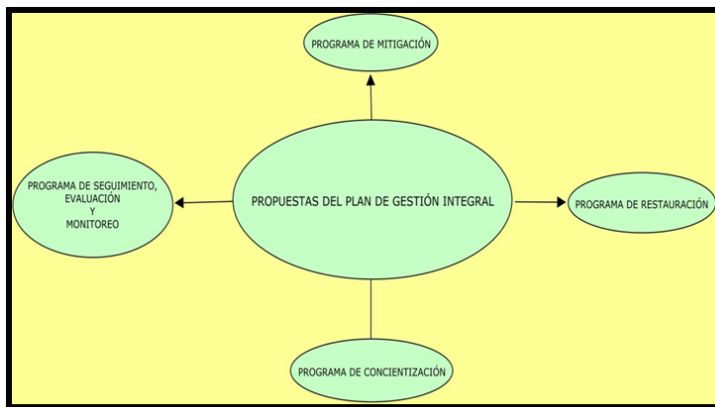 PROGRAMA DE MITIGACIÓN
PROGRAMA DE SEGUIMIENTO,
EVALUACIÓN
Y
MONITOREO
PROPUESTAS DEL PLAN DE GESTIÓN INTEGRAL
PROGRAMA DE RESTAURACIÓN
PROGRAMA DE CONCIENTIZACIÓN